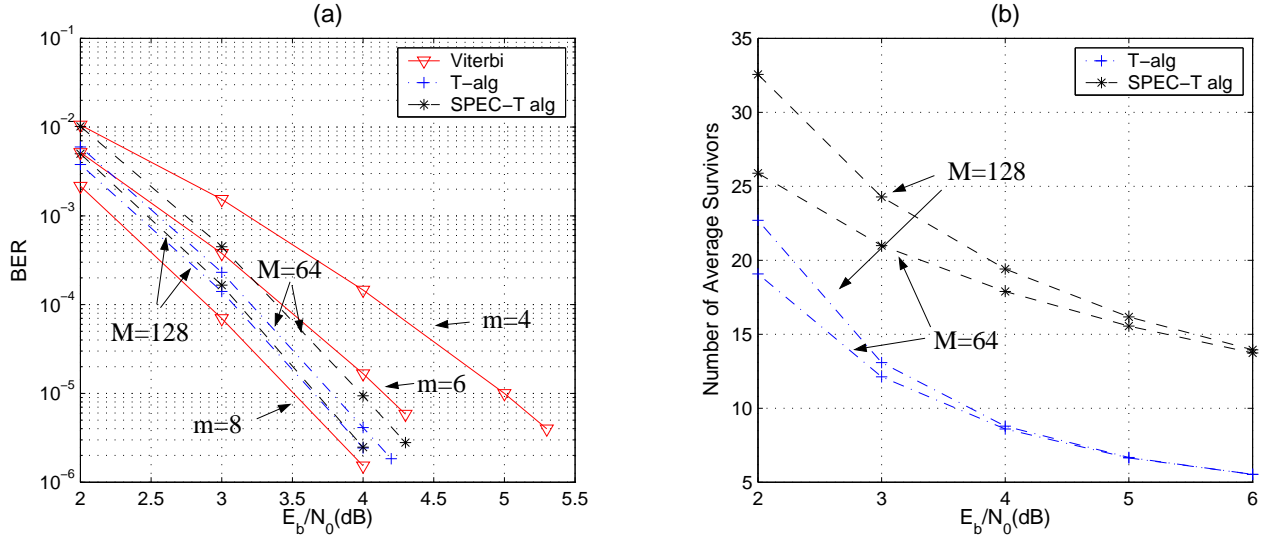 (a)
10^-1
10^-2
10^-3
10^-4
10^-5
10^-6
BER
Viterbi
T−alg
SPEC−T alg
M=64
M=128
m=4
m=6
m=8
2 2.5 3 3.5 4 4.5 5 5.5
E_b/N_0(dB)
(b)
35
30
25
20
15
10
5
Number of Average Survivors
T−alg
SPEC−T alg
M=128
M=64
2 3 4 5 6
E_b/N_0(dB)